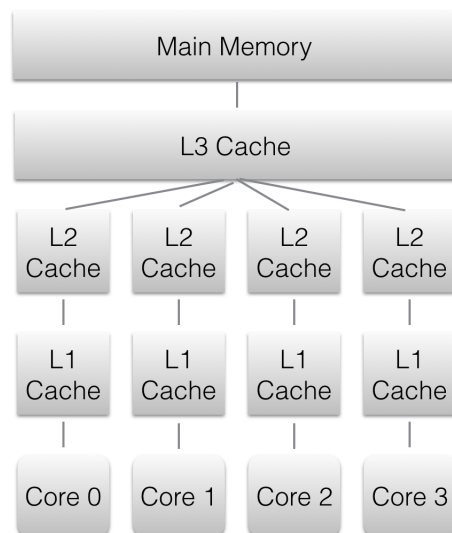 Main Memory
L3 Cache
L2
Cache
L2
Cache
L2
Cache
L2
Cache
L1
Cache
L1
Cache
L1
Cache
L1
Cache
Core 0
Core 1
Core 2
Core 3